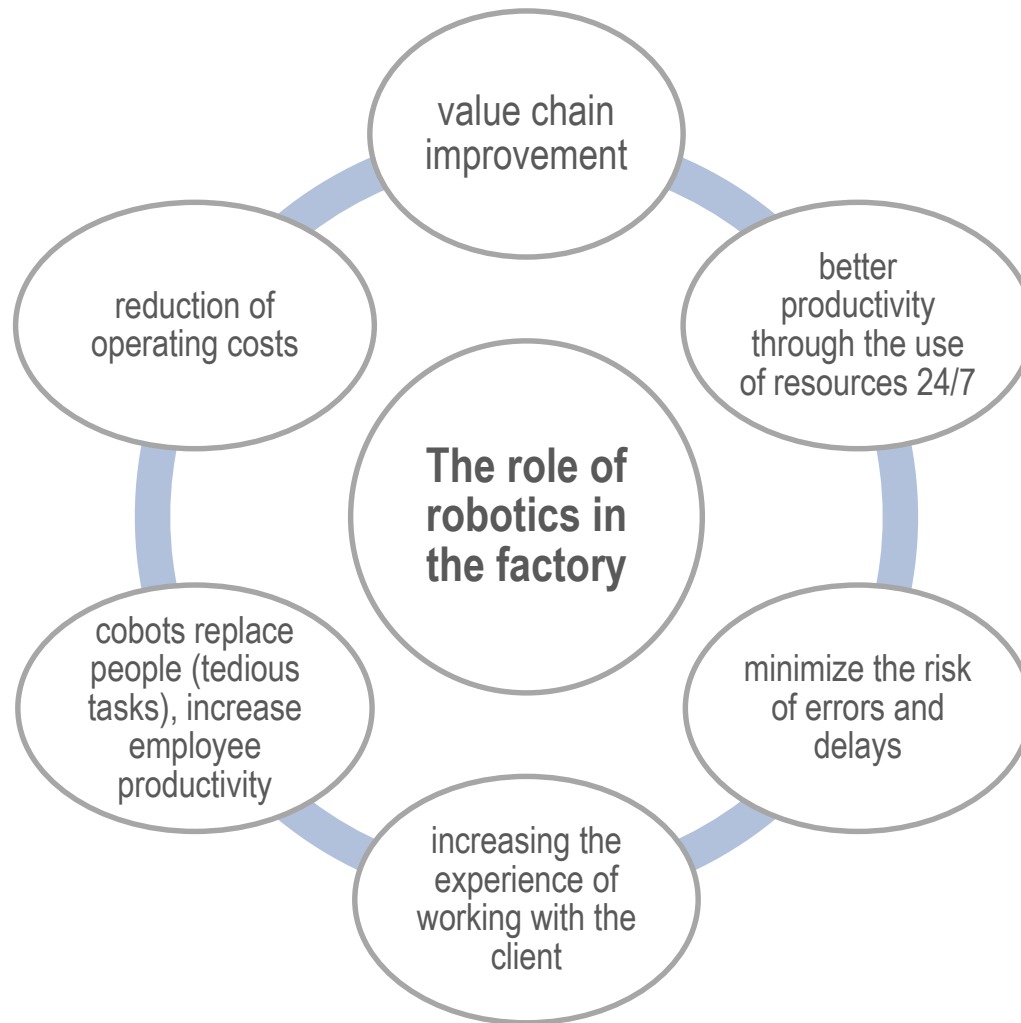 value chain
improvement
better
productivity
through the use
of resources 24/7
minimize the risk
of errors and
delays
increasing the
experience of
working with the
client
cobots replace
people (tedious
tasks), increase
employee
productivity
reduction of
operating costs
The role of
robotics in
the factory